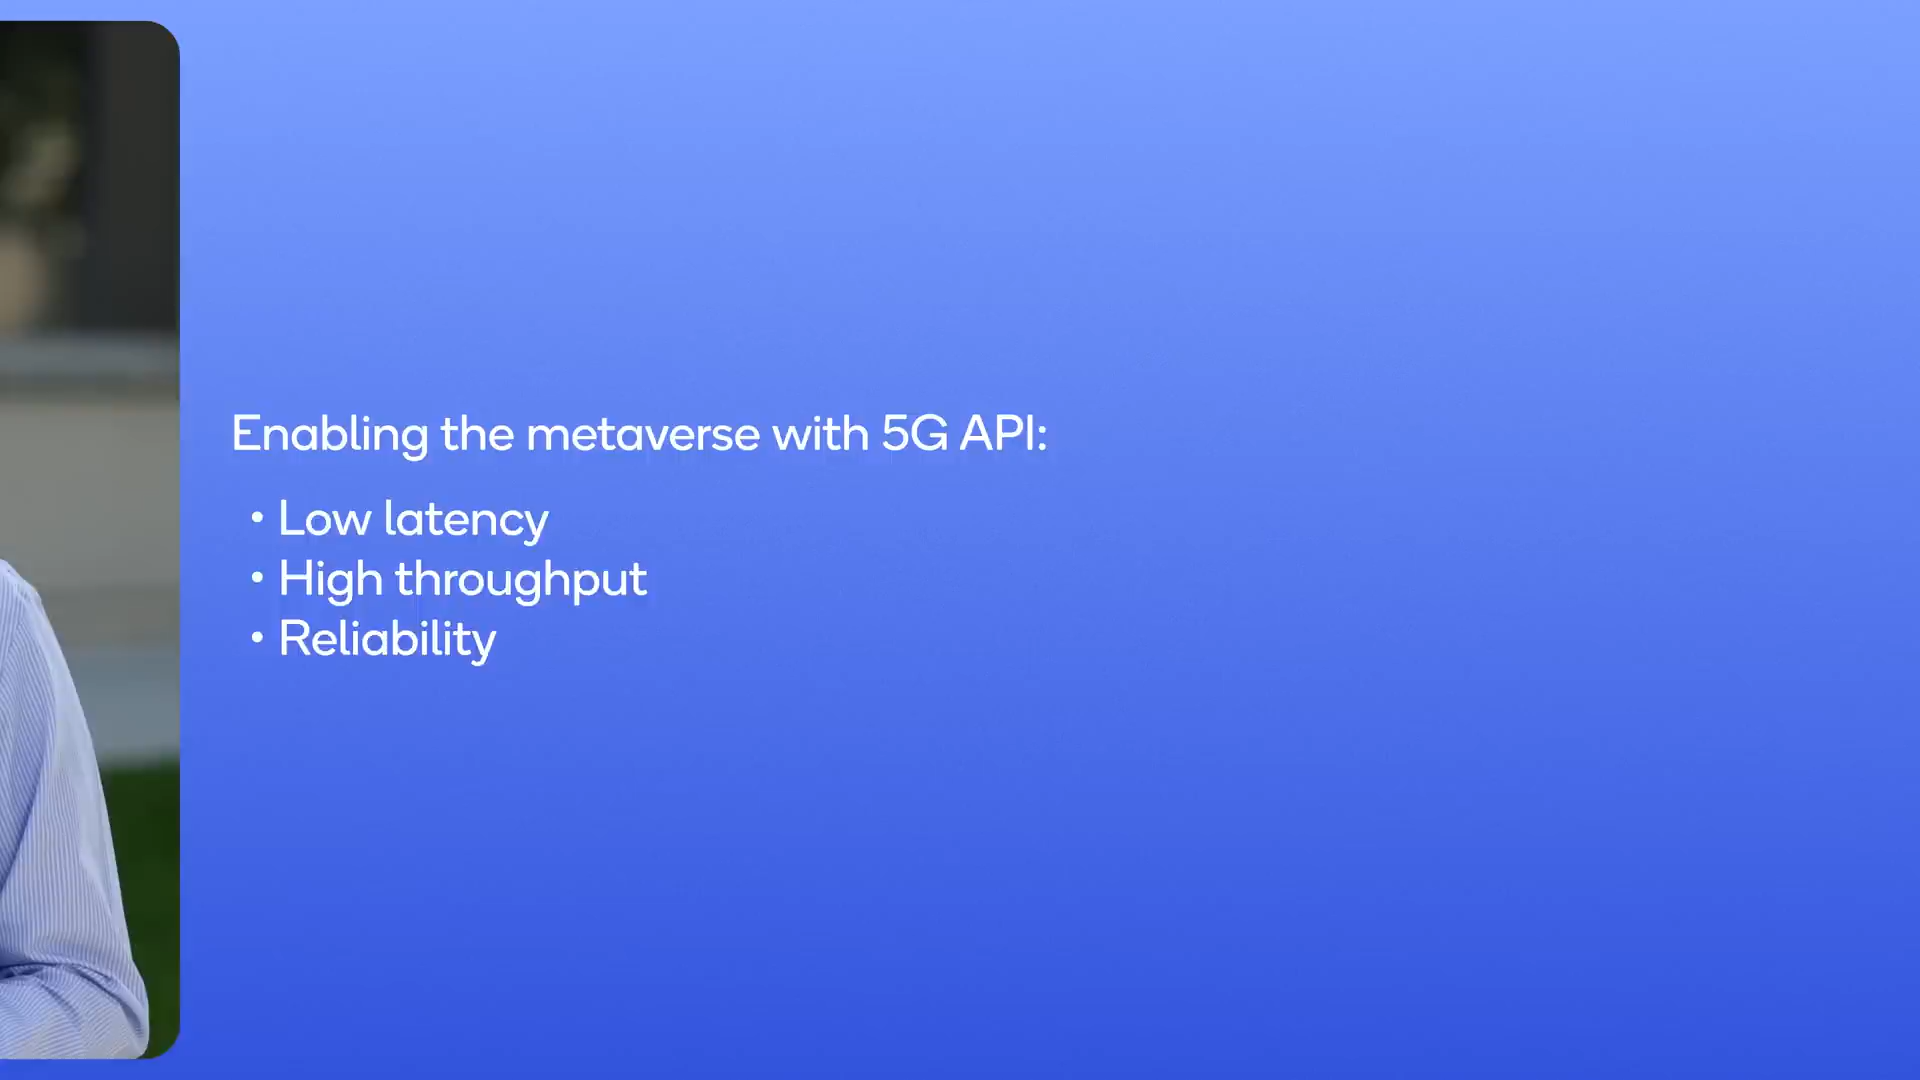 Enabling the metaverse with 5G API:
• Low latency
• High throughput
• Reliability